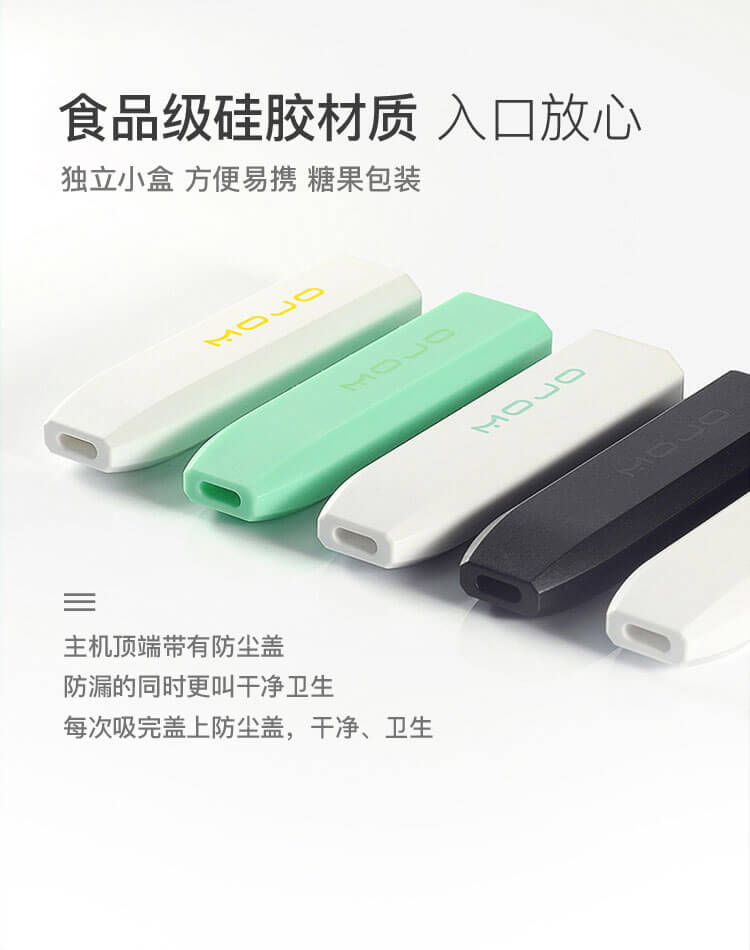 食品级硅胶材质 入口放心
独立小盒 方便易携 糖果包装
MOJO
MOJO
MOJO
MOJO
主机顶端带有防尘盖
防漏的同时更叫干净卫生
每次吸完盖上防尘盖，干净、卫生